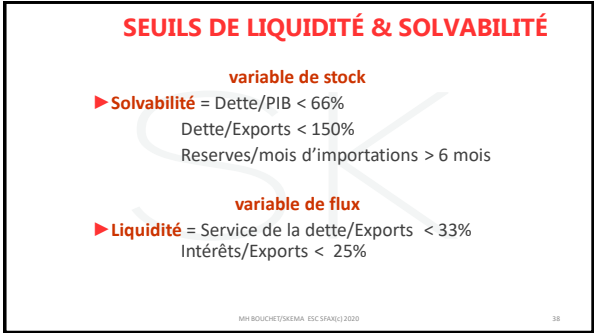 SEUILS DE LIQUIDITÉ & SOLVABILITÉ
variable de stock
►Solvabilité = Dette/PIB < 66%
Dette/Exports < 150%
Reserves/mois d'importations > 6 mois
variable de flux
►Liquidité = Service de la dette/Exports < 33%
Intérêts/Exports < 25%
SK
MH BOUCHET/SKEMA ESC SFAX(c) 2020
38